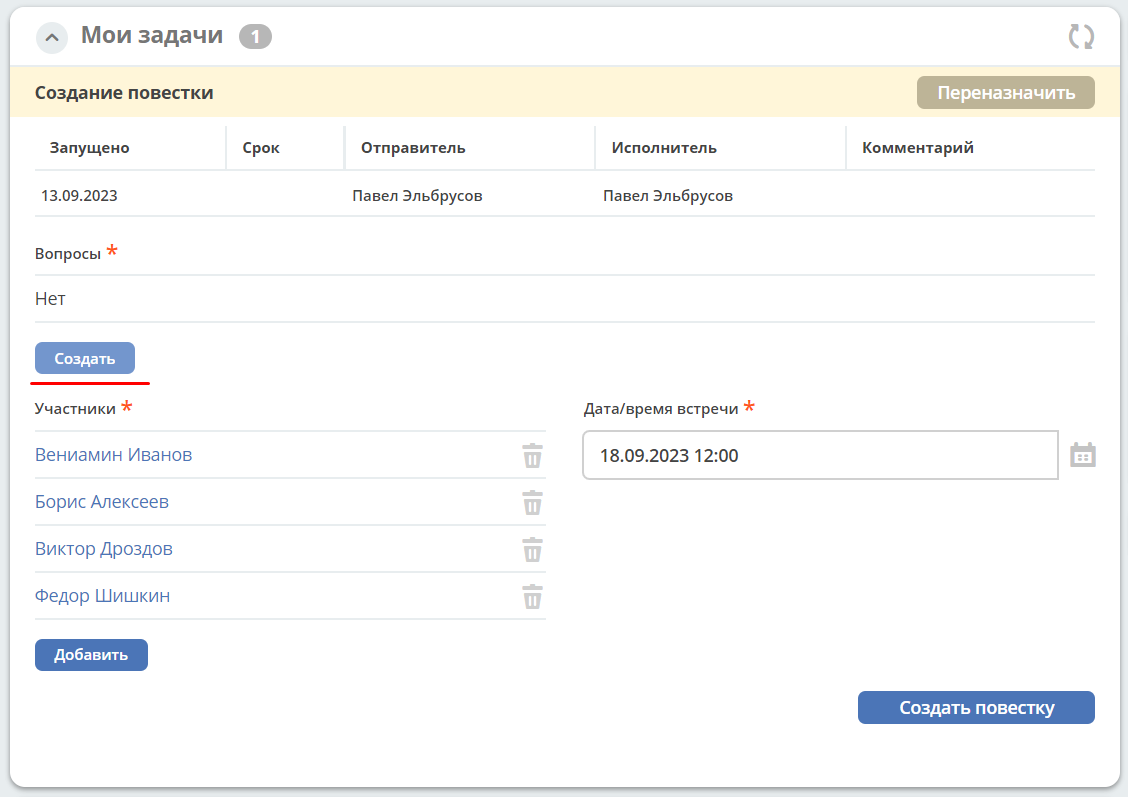 Мои задачи 1
Создание повестки Переназначить
Запущено Срок Отправитель Исполнитель Комментарий
13.09.2023 Павел Эльбрусов Павел Эльбрусов
Вопросы *
Нет
Создать
Участники * Дата/время встречи *
Вениамин Иванов 18.09.2023 12:00
Борис Алексеев
Виктор Дроздов
Федор Шишкин
Добавить
Создать повестку